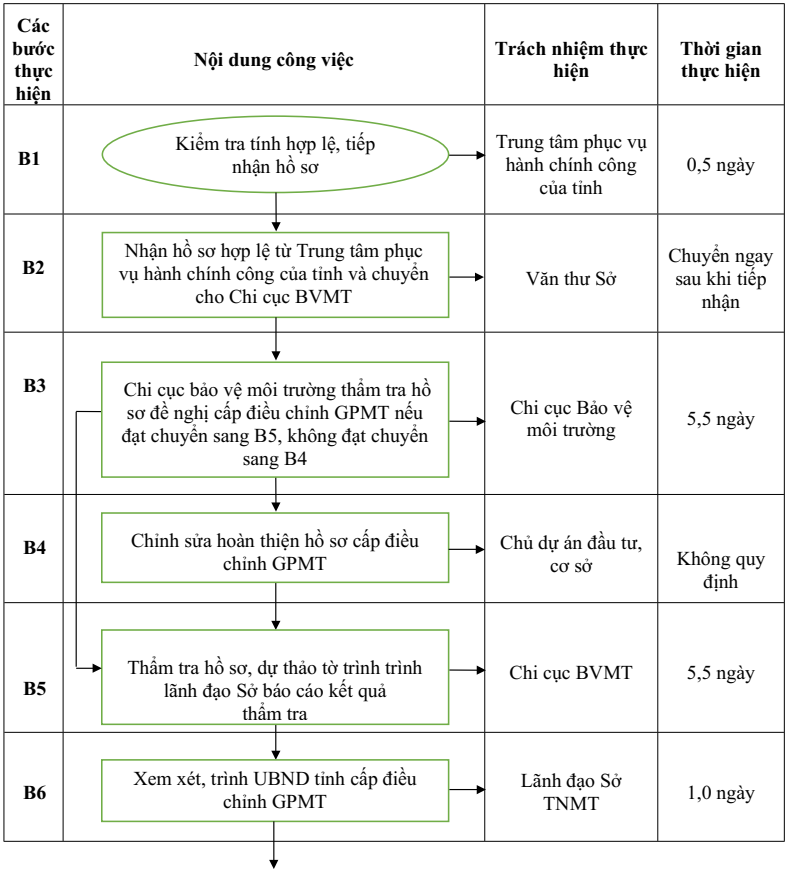 Các
bước
thực
hiện
Nội dung công việc
Trách nhiệm thực
hiện
Thời gian
thực hiện
B1
Kiểm tra tính hợp lệ, tiếp
nhận hồ sơ
Trung tâm phục vụ
hành chính công
của tỉnh
0,5 ngày
B2
Nhận hồ sơ hợp lệ từ Trung tâm phục
vụ hành chính công của tỉnh và chuyển
cho Chi cục BVMT
Văn thư Sở
Chuyển ngay
sau khi tiếp
nhận
B3
Chi cục bảo vệ môi trường thẩm tra hồ
sơ đề nghị cấp điều chỉnh GPMT nếu
đạt chuyển sang B5, không đạt chuyển
sang B4
Chi cục Bảo vệ
môi trường
5,5 ngày
B4
Chỉnh sửa hoàn thiện hồ sơ cấp điều
chỉnh GPMT
Chủ dự án đầu tư,
cơ sở
Không quy
định
B5
Thẩm tra hồ sơ, dự thảo tờ trình trình
lãnh đạo Sở báo cáo kết quả
thẩm tra
Chi cục BVMT
5,5 ngày
B6
Xem xét, trình UBND tỉnh cấp điều
chỉnh GPMT
Lãnh đạo Sở
TNMT
1,0 ngày